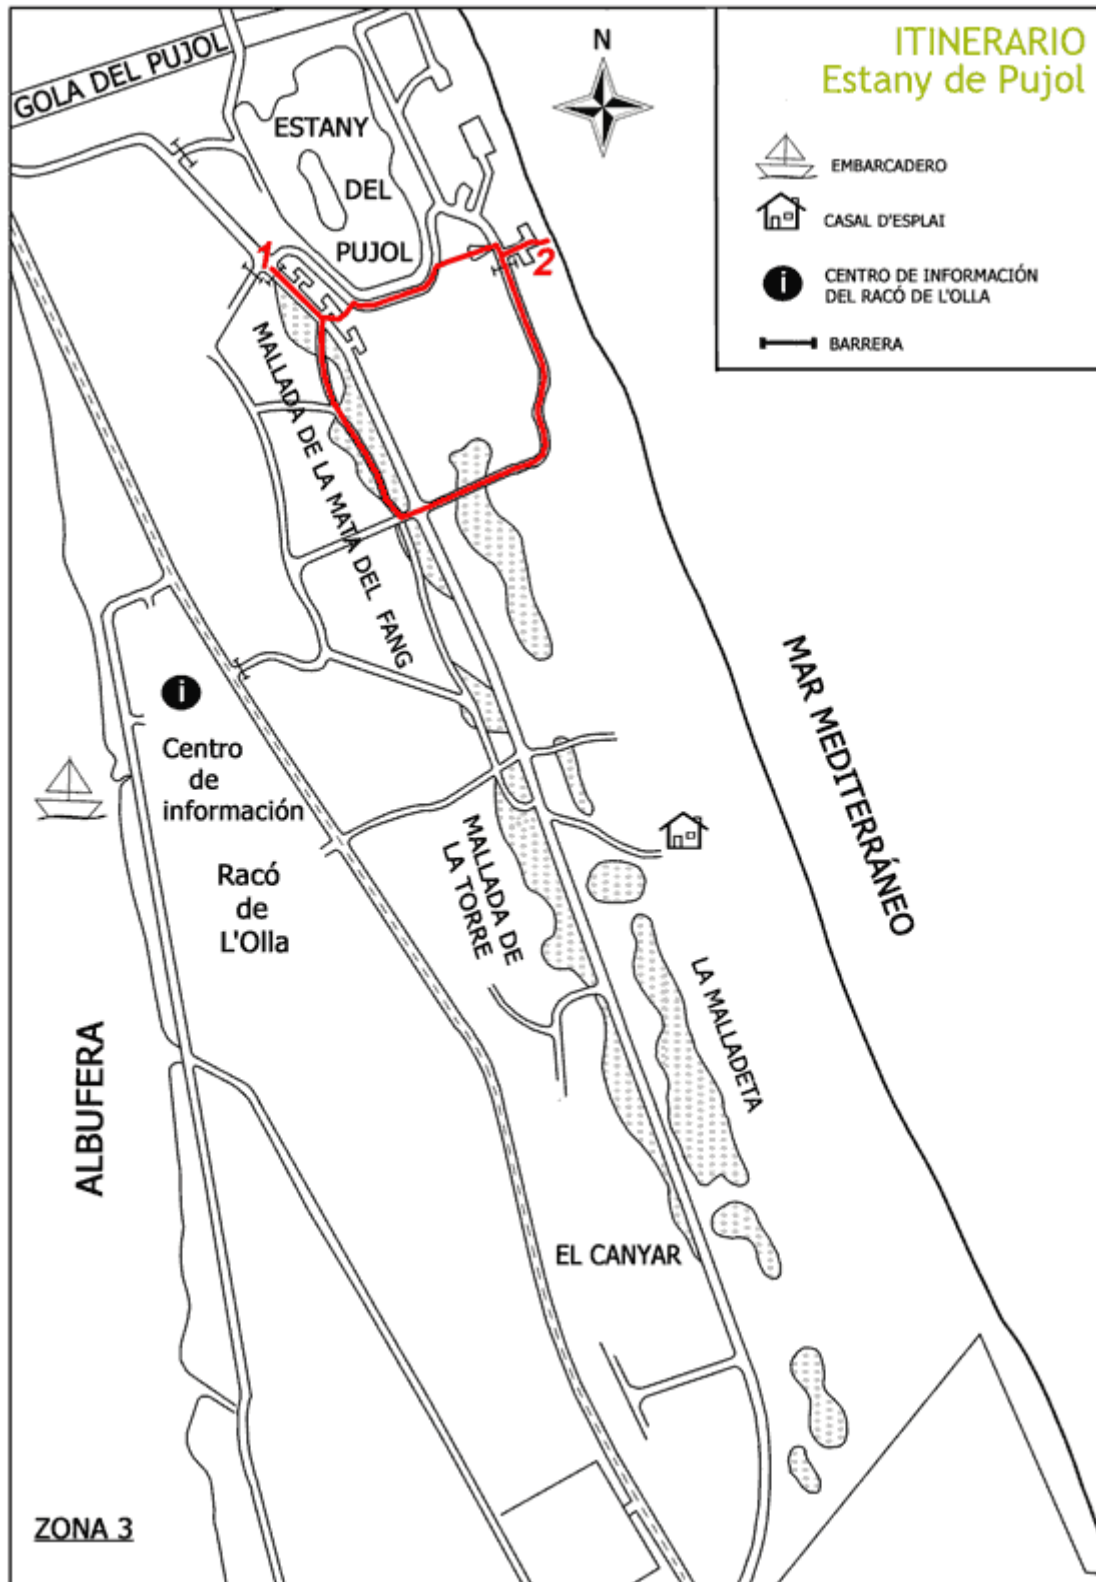 GOLA DEL PUJOL
ESTANY
DEL
PUJOL
N
ITINERARIO
Estany de Pujol
EMBARCADERO
CASAL D'ESPLAI
i
CENTRO DE INFORMACIÓN
DEL RACÓ DE L'OLLA
BARRERA
1
2
MALLADA DE LA MATA DEL FANG
MAR MEDITERRÁNEO
i
Centro
de
información
Racó
de
L'Olla
MALLADA DE
LA TORRE
LA MALLADETA
ALBUFERA
EL CANYAR
ZONA 3